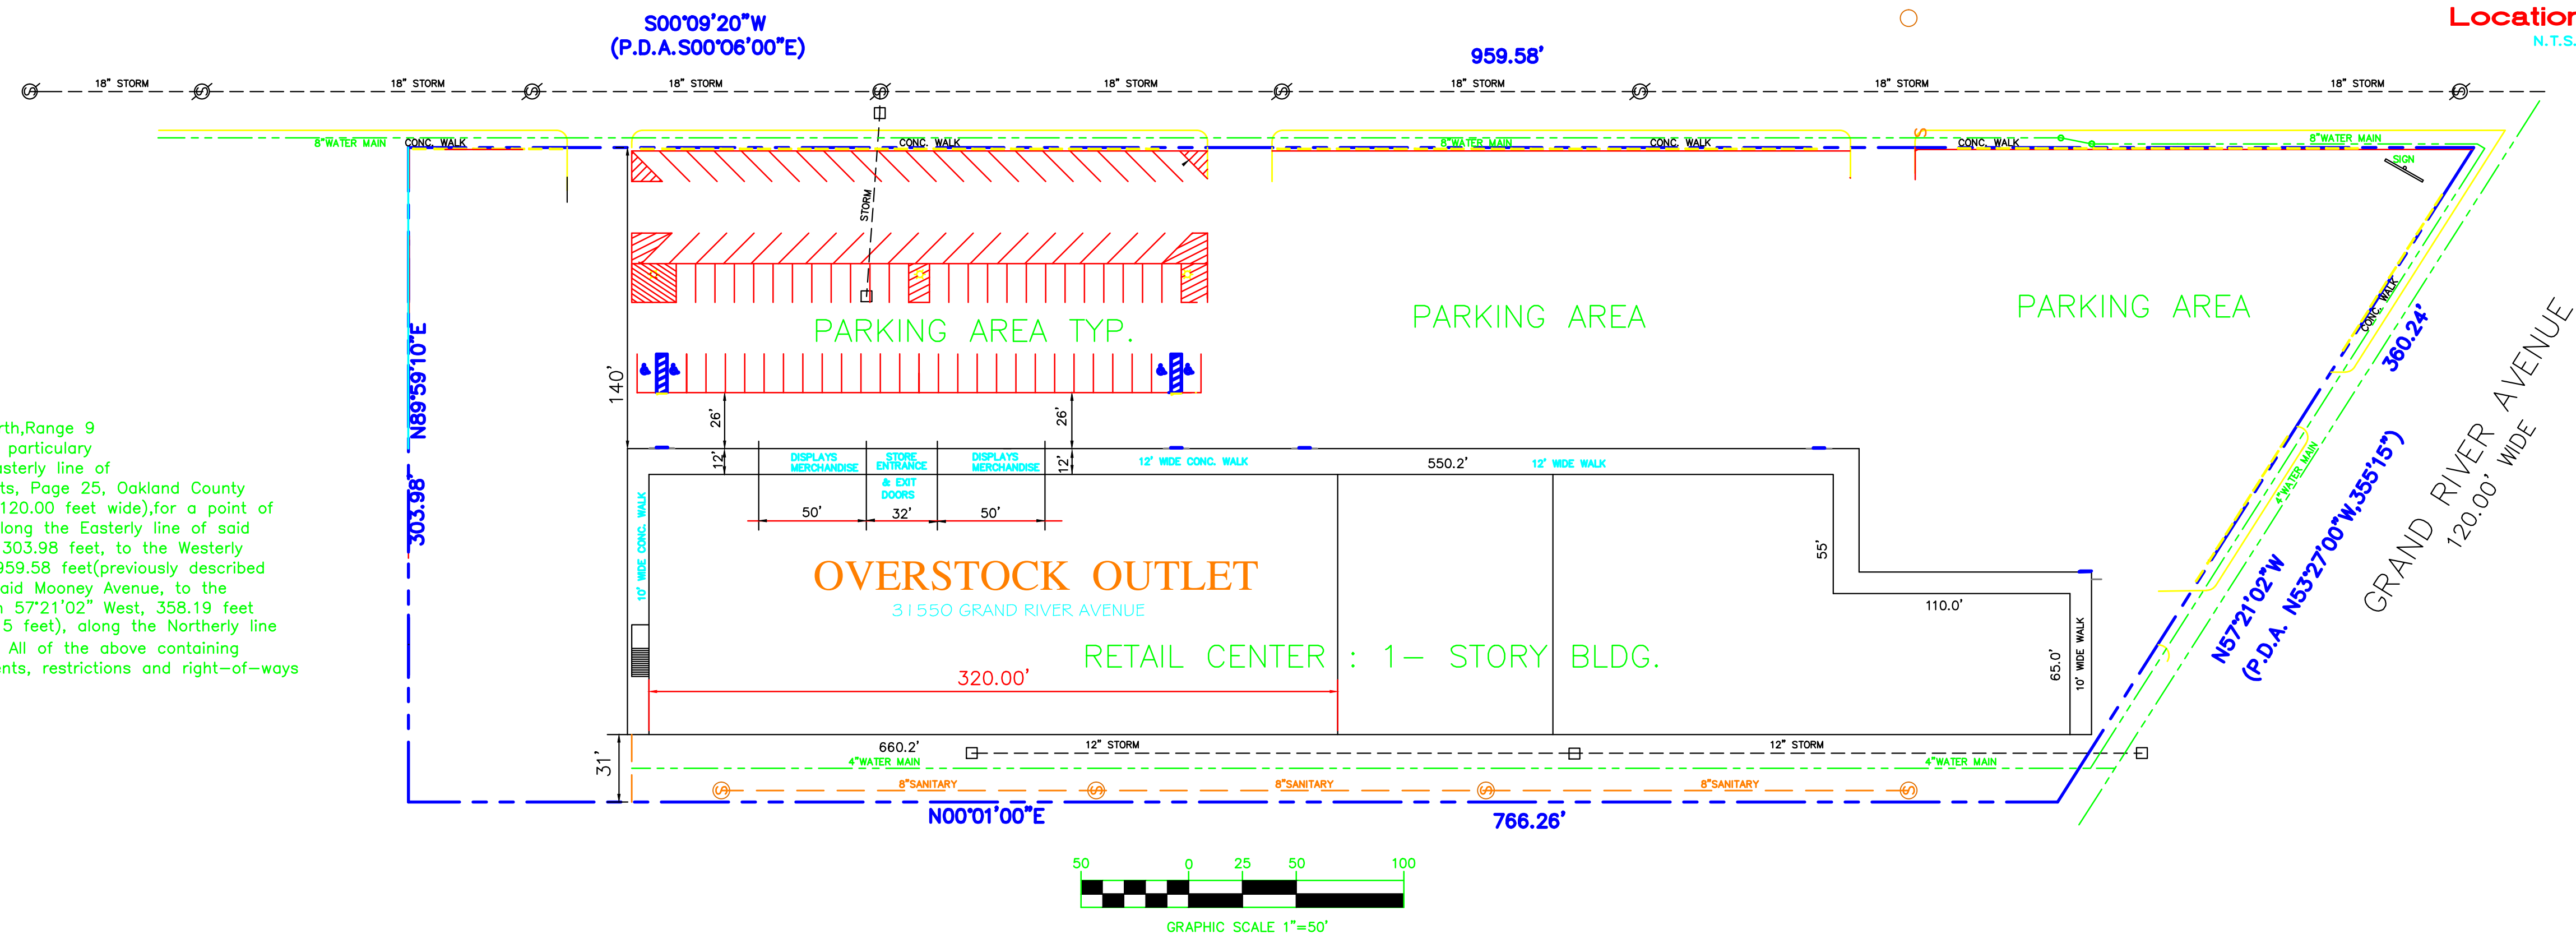 Location
N.T.S.
S00°09'20"W
(P.D.A.S00°06'00"E)
959.58'
18" STORM
18" STORM
18" STORM
18" STORM
18" STORM
18" STORM
18" STORM
8"WATER MAIN
CONC. WALK
CONC. WALK
8"WATER MAIN
CONC. WALK
CONC. WALK
8"WATER MAIN
SIGN
STORM
PARKING AREA TYP.
PARKING AREA
PARKING AREA
CONC. WALK
360.24'
N89°59'10"E
303.98'
140'
26'
26'
12'
12'
DISPLAYS
MERCHANDISE
STORE
ENTRANCE
& EXIT
DOORS
DISPLAYS
MERCHANDISE
12' WIDE CONC. WALK
550.2'
12' WIDE WALK
50'
32'
50'
10' WIDE CONC. WALK
rth,Range 9
particulary
asterly line of
ts, Page 25, Oakland County
120.00 feet wide),for a point of
long the Easterly line of said
303.98 feet, to the Westerly
959.58 feet(previously described
aid Mooney Avenue, to the
57°21'02" West, 358.19 feet
5 feet), along the Northerly line
All of the above containing
ents, restrictions and right-of-ways
OVERSTOCK OUTLET
31550 GRAND RIVER AVENUE
RETAIL CENTER : 1- STORY BLDG.
320.00'
55'
110.0'
65.0'
10' WIDE WALK
4"WATER MAIN
N57°21'02"W
(P.D.A. N53°27'00"W,355'15")
GRAND RIVER AVENUE
120.00' WIDE
31'
660.2'
12" STORM
12" STORM
4"WATER MAIN
4"WATER MAIN
8"SANITARY
8"SANITARY
8"SANITARY
N00°01'00"E
766.26'
50 0 25 50 100
GRAPHIC SCALE 1"=50'